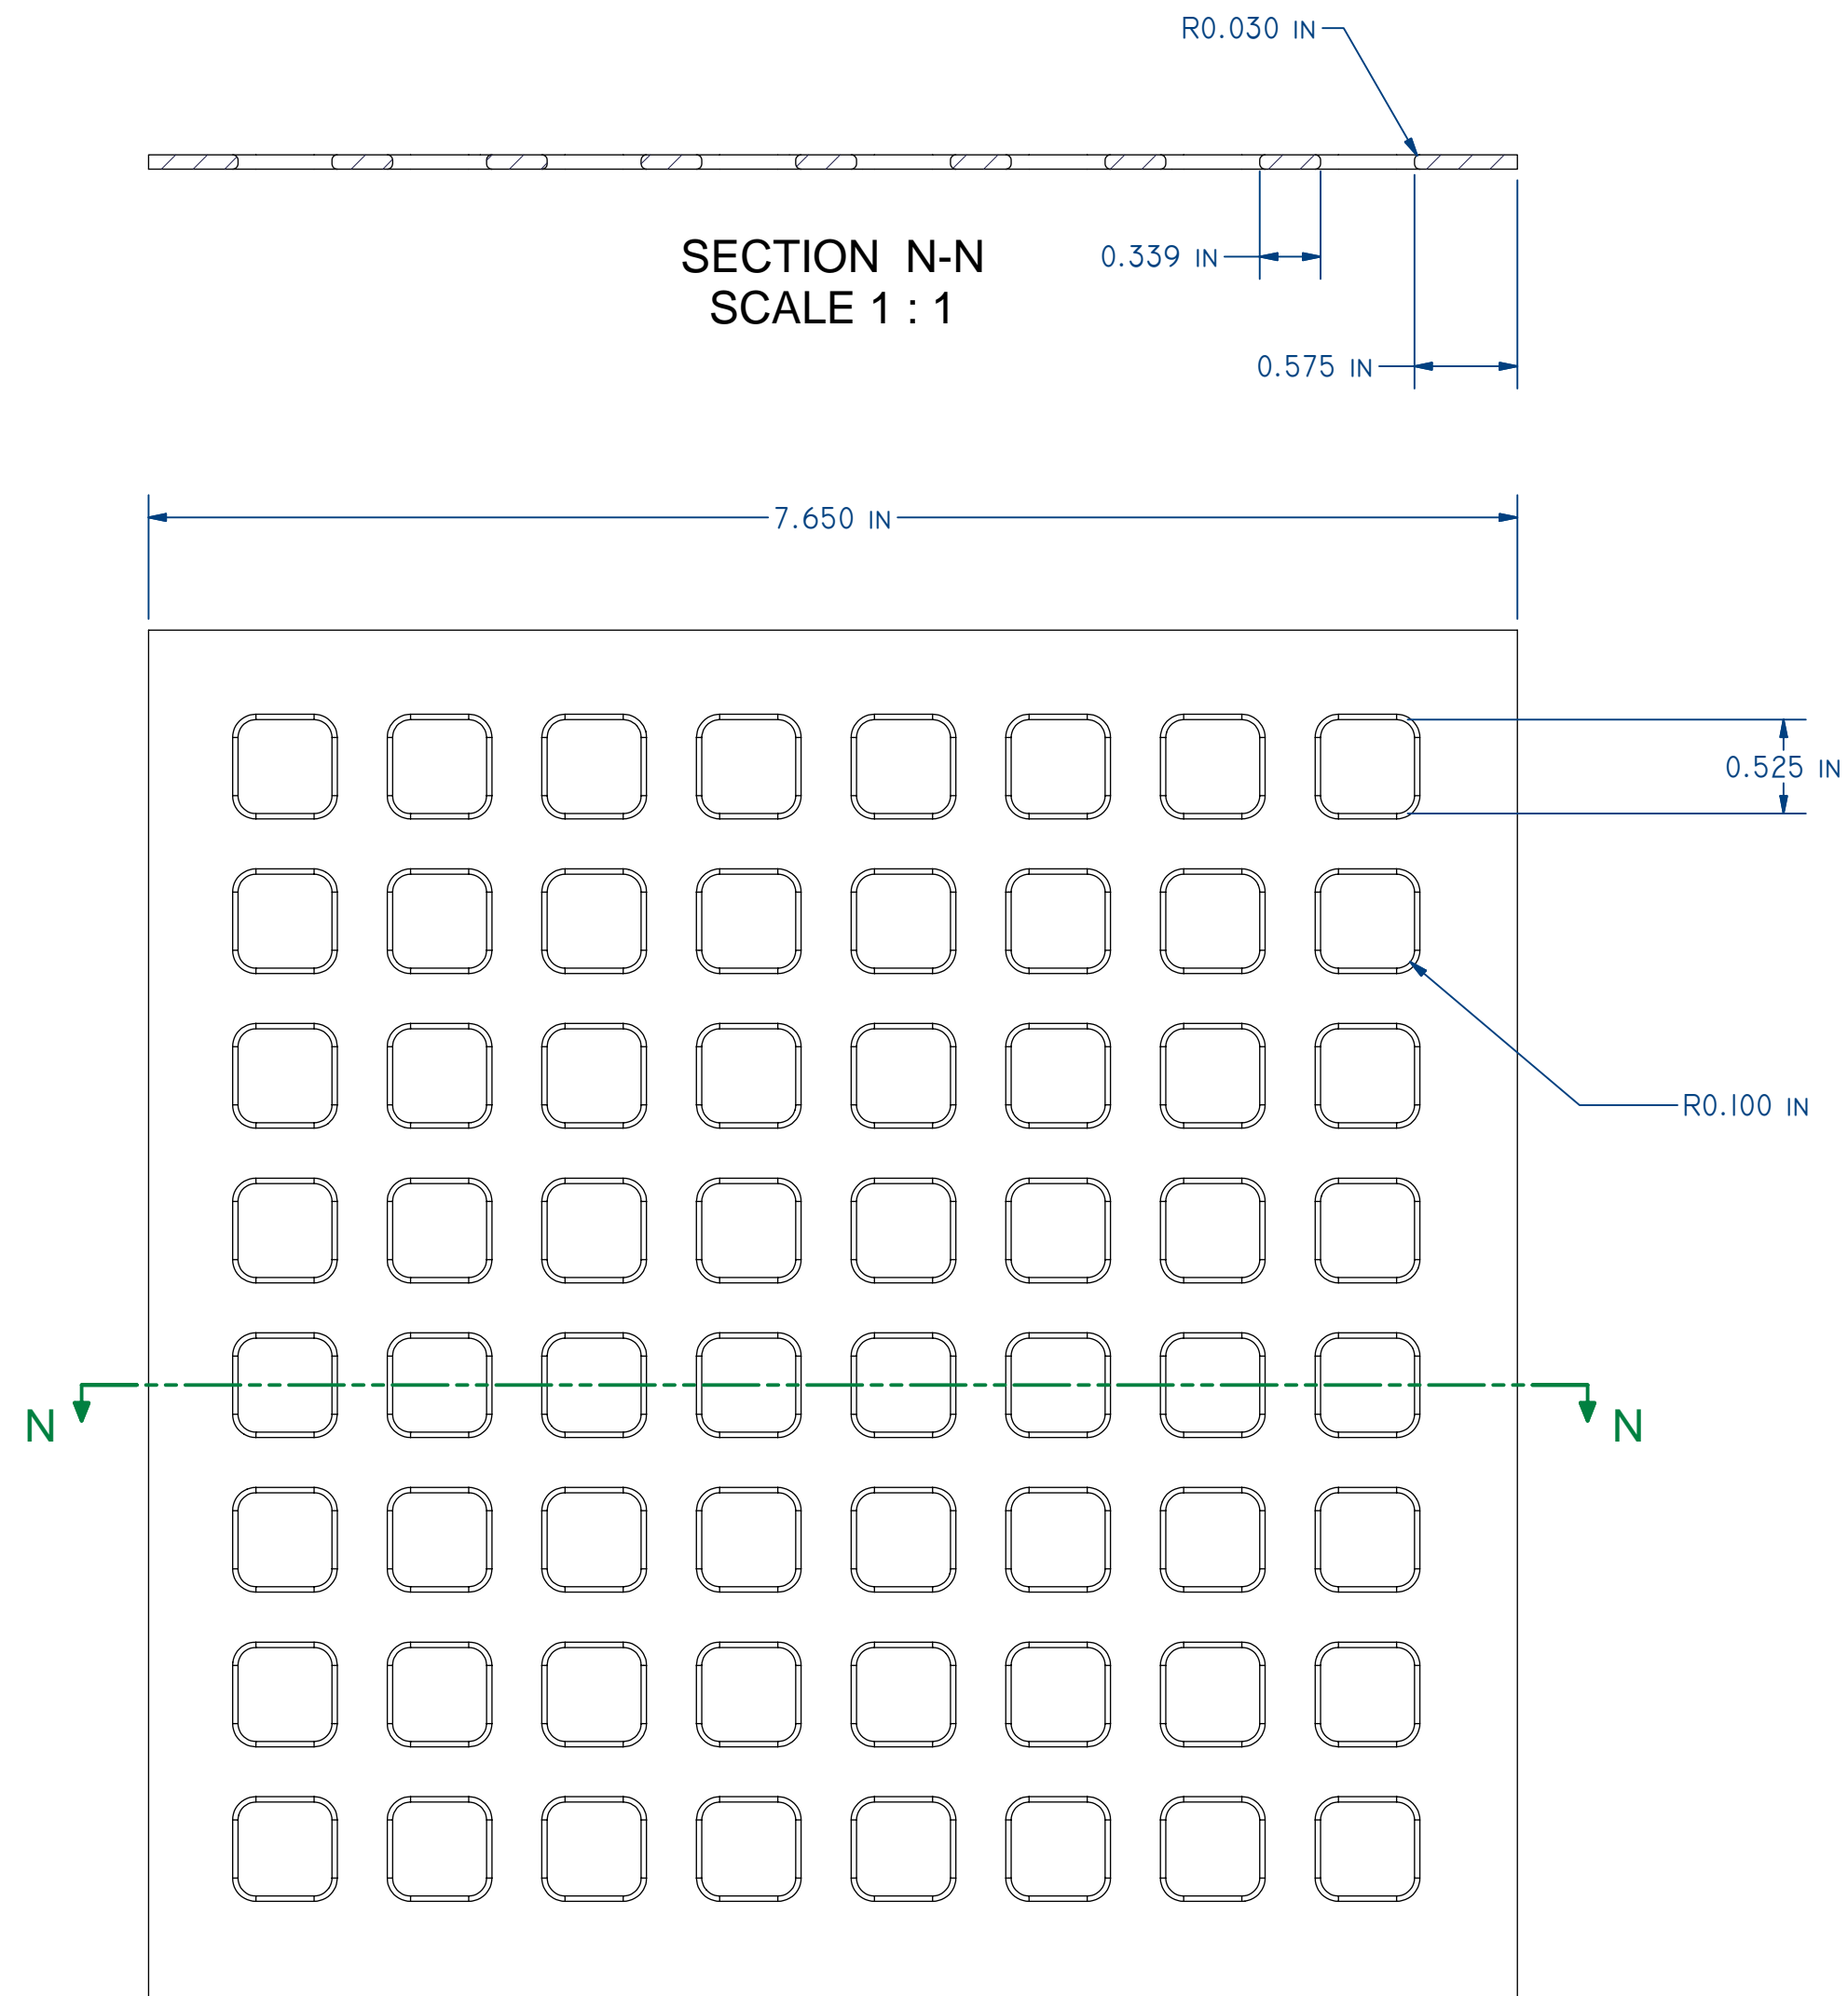 R0.030 IN
SECTION N-N
SCALE 1 : 1
0.339 IN
0.575 IN
7.650 IN
0.525 IN
R0.100 IN
N
N